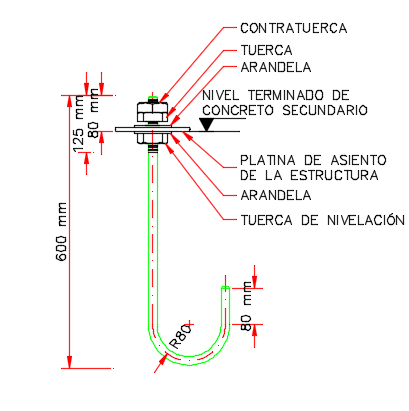 CONTRATUERCA
TUERCA
ARANDELA
NIVEL TERMINADO DE
CONCRETO SECUNDARIO
125 mm
80 mm
PLATINA DE ASIENTO
DE LA ESTRUCTURA
ARANDELA
TUERCA DE NIVELACIÓN
600 mm
80 mm
R80